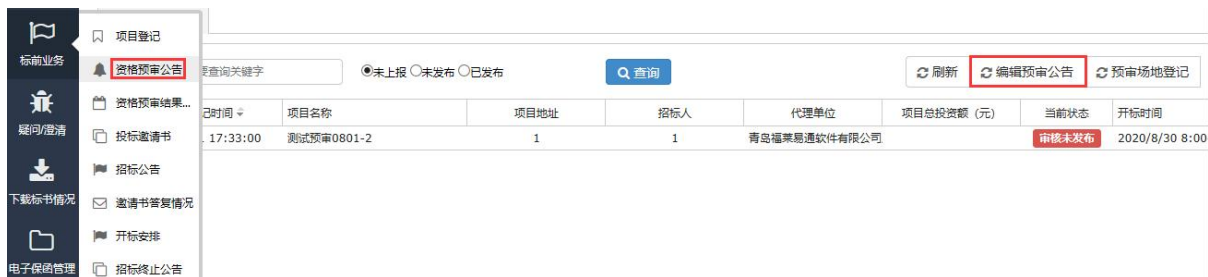 标前业务
疑问/澄清
下载标书情况
电子保函管理
项目登记
资格预审公告
资格预审结果...
投标邀请书
招标公告
邀请书答复情况
开标安排
招标终止公告
要查询关键字 未上报 未发布 已发布 查询 刷新 编辑预审公告 预审场地登记
记时间 项目名称 项目地址 招标人 代理单位 项目总投资额（元） 当前状态 开标时间
17:33:00 测试预审0801-2 1 1 青岛福莱易通软件有限公司 审核未发布 2020/8/30 8:00